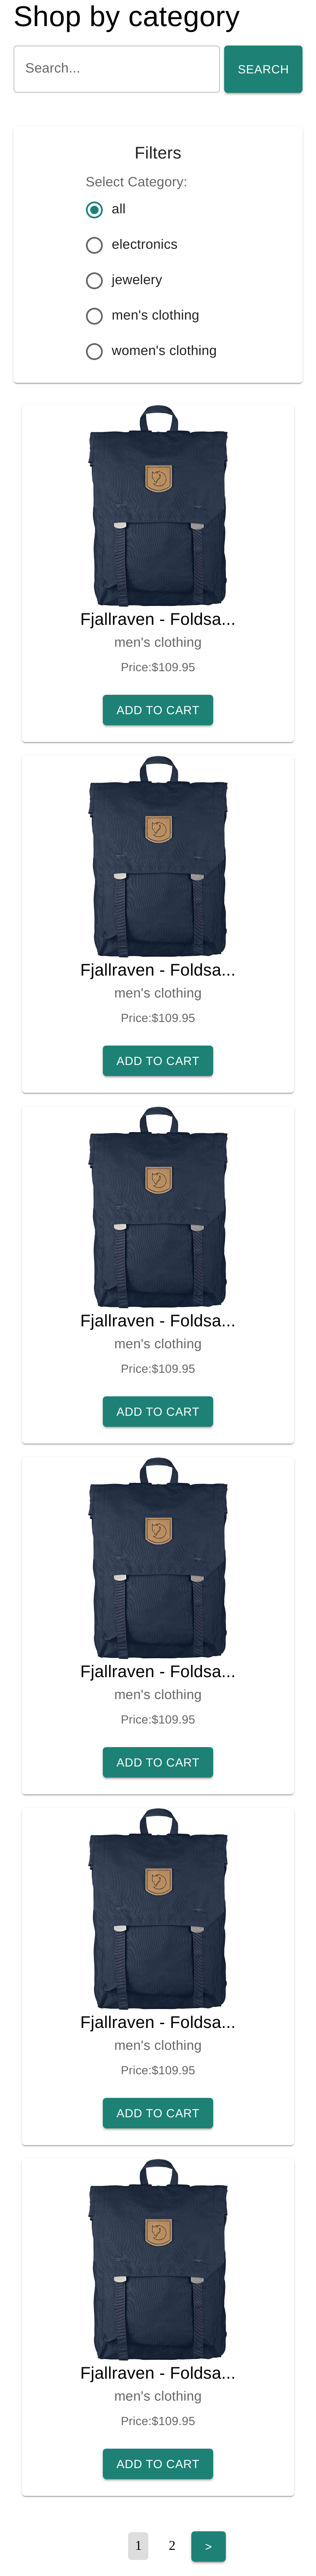 Shop by category
Search...
SEARCH
Filters
Select Category:
all
electronics
jewelery
men's clothing
women's clothing
Fjallraven - Foldsa...
men's clothing
Price:$109.95
ADD TO CART
Fjallraven - Foldsa...
men's clothing
Price:$109.95
ADD TO CART
Fjallraven - Foldsa...
men's clothing
Price:$109.95
ADD TO CART
Fjallraven - Foldsa...
men's clothing
Price:$109.95
ADD TO CART
Fjallraven - Foldsa...
men's clothing
Price:$109.95
ADD TO CART
Fjallraven - Foldsa...
men's clothing
Price:$109.95
ADD TO CART
1 2 >